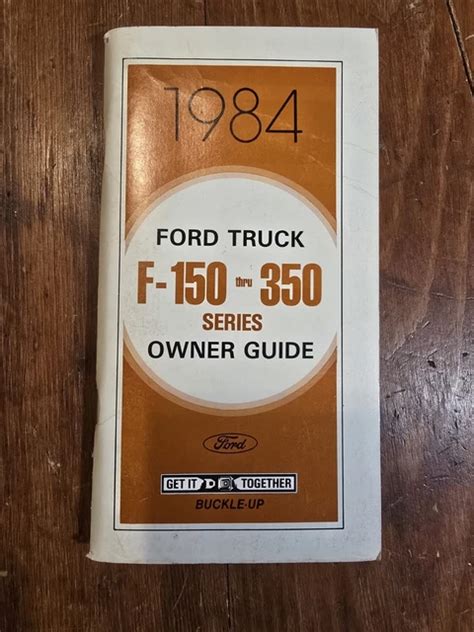 1984
FORD TRUCK
F-150 thru 350
SERIES
OWNER GUIDE
Ford
GET IT TOGETHER
BUCKLE-UP